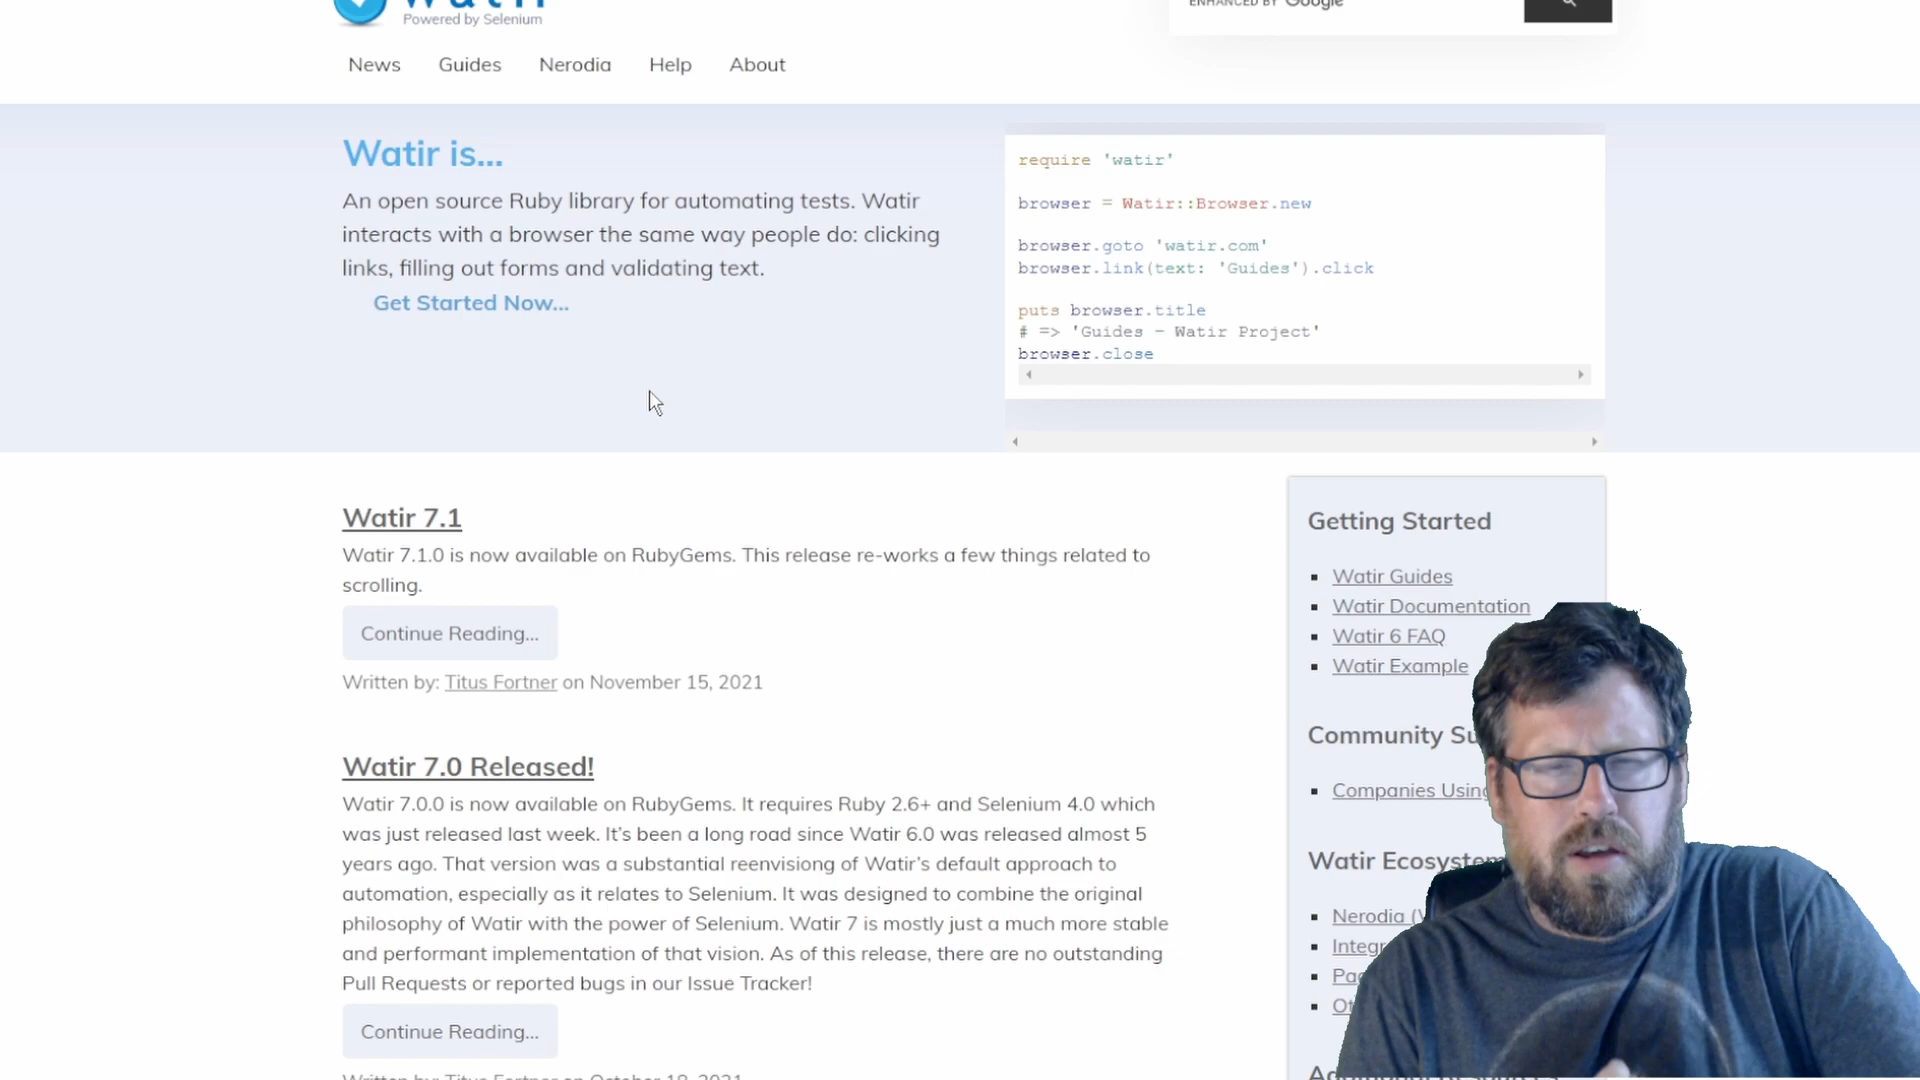 Powered by Selenium
ENHANCED BY Google
News Guides Nerodia Help About
Watir is...
An open source Ruby library for automating tests. Watir
interacts with a browser the same way people do: clicking
links, filling out forms and validating text.
Get Started Now...
require 'watir'
browser = Watir::Browser.new
browser.goto 'watir.com'
browser.link(text: 'Guides').click
puts browser.title
# => 'Guides – Watir Project'
browser.close
Watir 7.1
Watir 7.1.0 is now available on RubyGems. This release re-works a few things related to
scrolling.
Continue Reading...
Written by: Titus Fortner on November 15, 2021
Watir 7.0 Released!
Watir 7.0.0 is now available on RubyGems. It requires Ruby 2.6+ and Selenium 4.0 which
was just released last week. It's been a long road since Watir 6.0 was released almost 5
years ago. That version was a substantial reenvisiong of Watir's default approach to
automation, especially as it relates to Selenium. It was designed to combine the original
philosophy of Watir with the power of Selenium. Watir 7 is mostly just a much more stable
and performant implementation of that vision. As of this release, there are no outstanding
Pull Requests or reported bugs in our Issue Tracker!
Continue Reading...
Written by: Titus Fortner on October 18, 2021
Getting Started
Watir Guides
Watir Documentation
Watir 6 FAQ
Watir Example
Community
Companies Using
Watir
Nerodia